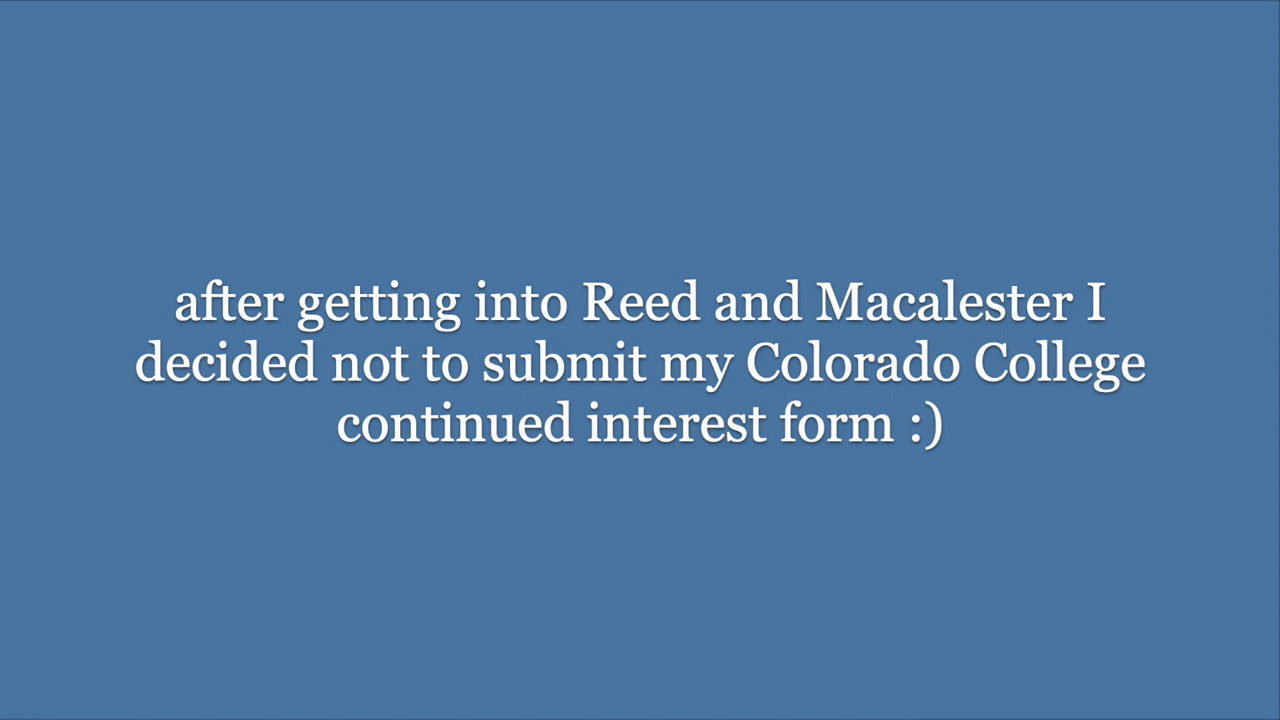 after getting into Reed and Macalester I
decided not to submit my Colorado College
continued interest form :)